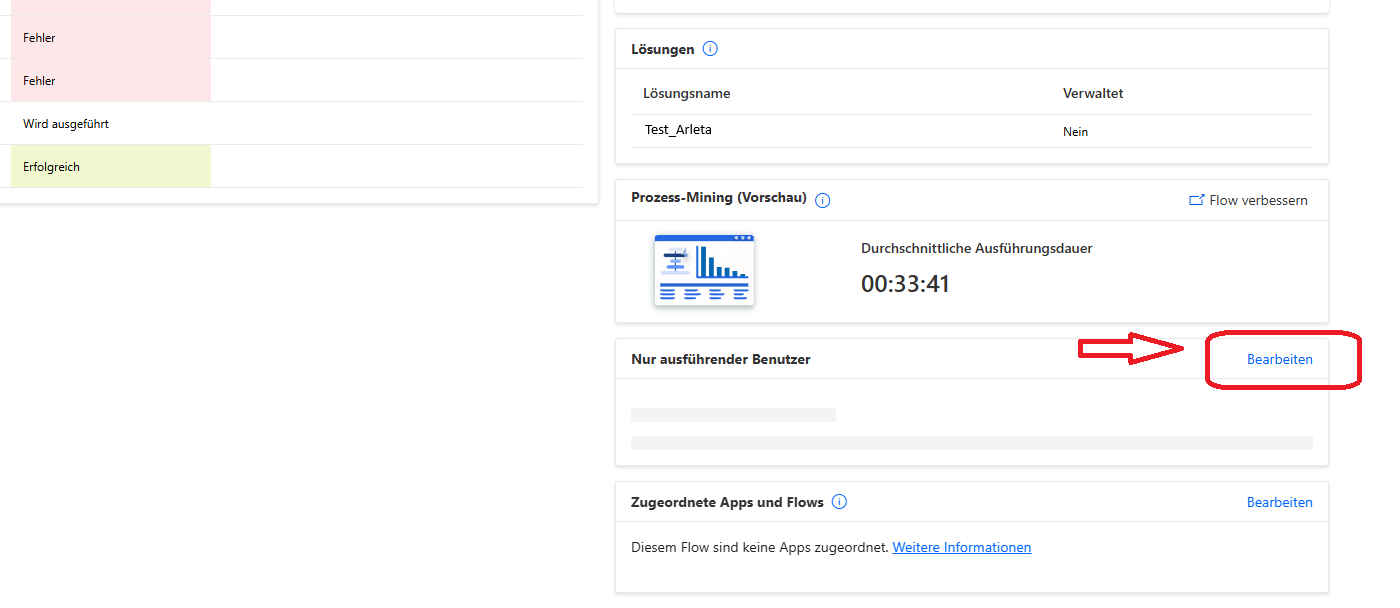 Fehler
Fehler
Wird ausgeführt
Erfolgreich
Lösungen
Lösungsname Verwaltet
Test_Arleta Nein
Prozess-Mining (Vorschau) Flow verbessern
Durchschnittliche Ausführungsdauer
00:33:41
Nur ausführender Benutzer Bearbeiten
Zugeordnete Apps und Flows Bearbeiten
Diesem Flow sind keine Apps zugeordnet. Weitere Informationen